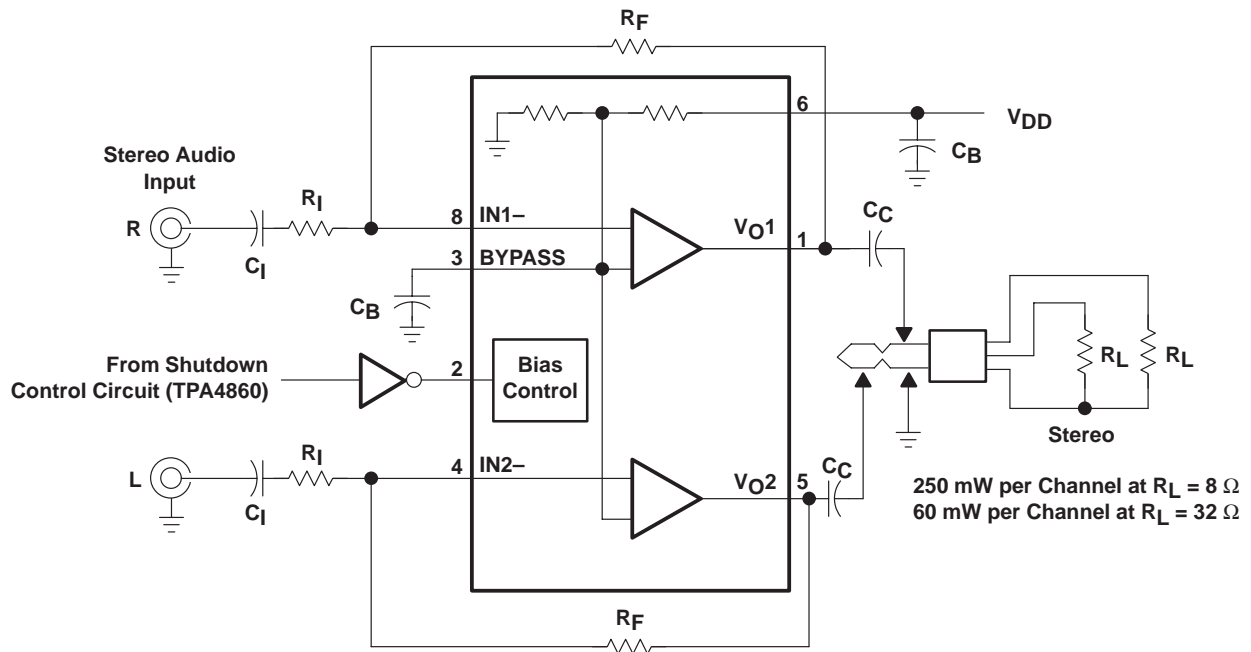 RF
6
VDD
CB
Stereo Audio
Input
RI
R
CI
8
IN1–
VO1
1
CC
3
BYPASS
CB
From Shutdown
Control Circuit (TPA4860)
2
Bias
Control
RL
RL
Stereo
RI
L
CI
4
IN2–
VO2
5
CC
250 mW per Channel at RL = 8 Ω
60 mW per Channel at RL = 32 Ω
RF